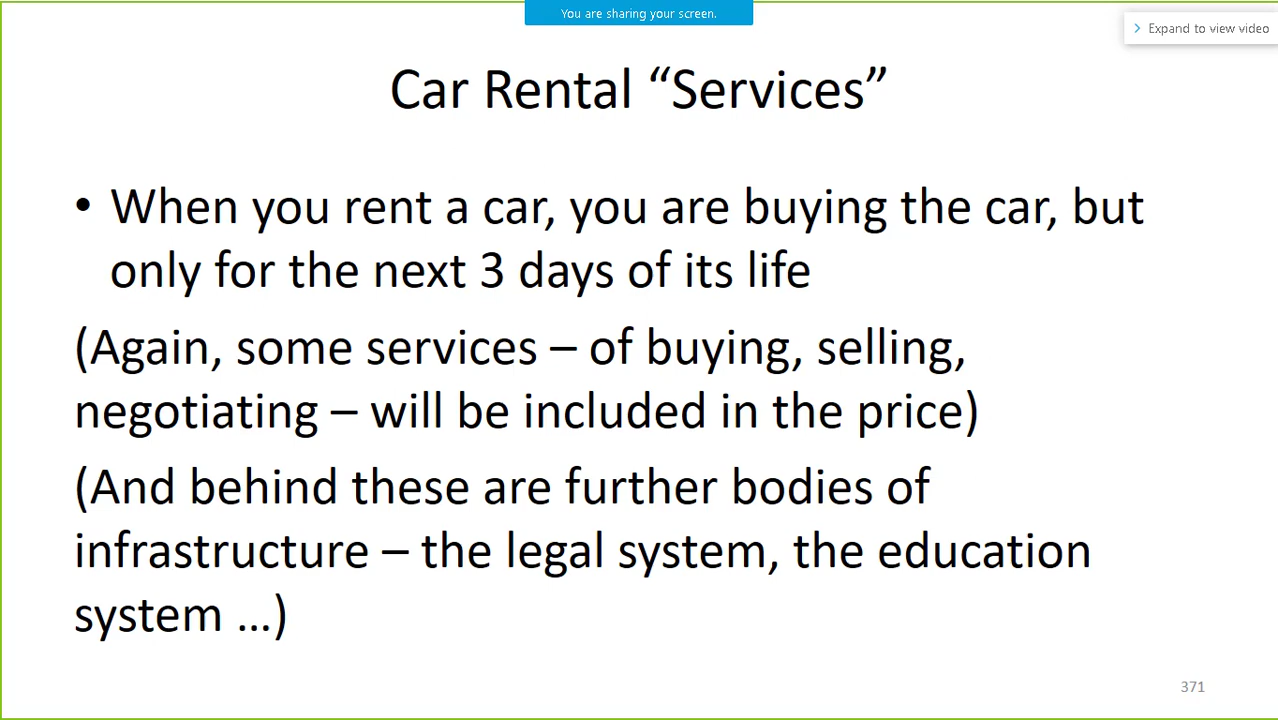 You are sharing your screen.
Expand to view video
Car Rental “Services”
• When you rent a car, you are buying the car, but
only for the next 3 days of its life
(Again, some services – of buying, selling,
negotiating – will be included in the price)
(And behind these are further bodies of
infrastructure – the legal system, the education
system …)
371